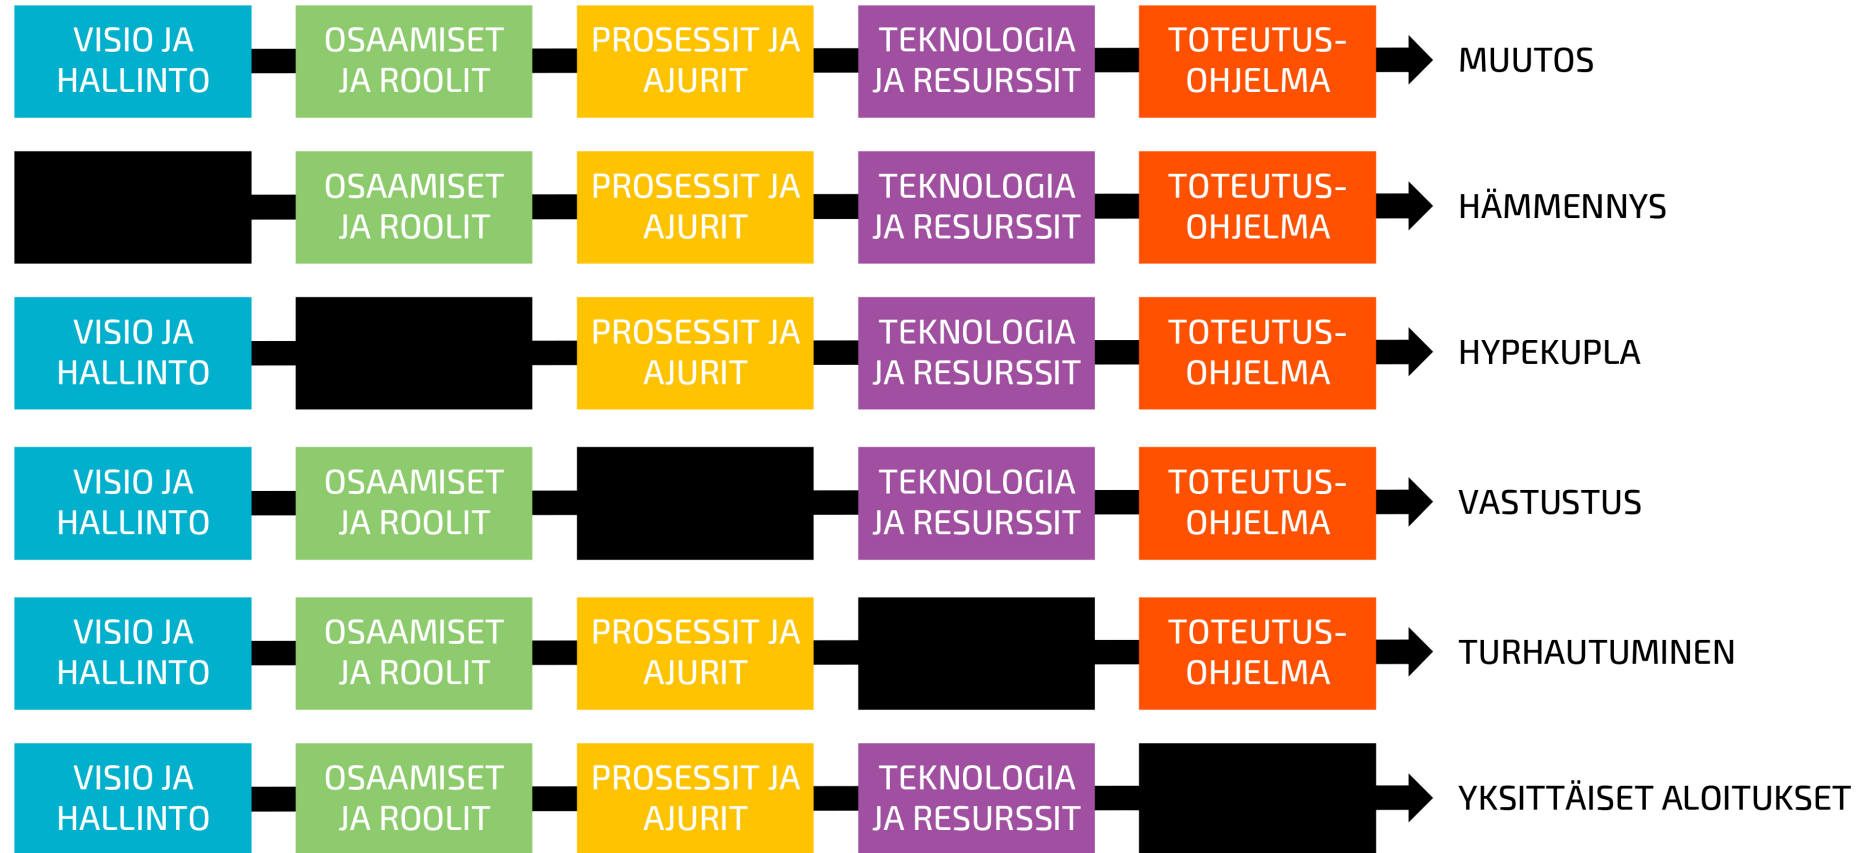 VISIO JA
HALLINTO
OSAAMISET
JA ROOLIT
PROSESSIT JA
AJURIT
TEKNOLOGIA
JA RESURSSIT
TOTEUTUS-
OHJELMA
MUUTOS
OSAAMISET
JA ROOLIT
PROSESSIT JA
AJURIT
TEKNOLOGIA
JA RESURSSIT
TOTEUTUS-
OHJELMA
HÄMMENNYS
VISIO JA
HALLINTO
PROSESSIT JA
AJURIT
TEKNOLOGIA
JA RESURSSIT
TOTEUTUS-
OHJELMA
HYPEKUPLA
VISIO JA
HALLINTO
OSAAMISET
JA ROOLIT
TEKNOLOGIA
JA RESURSSIT
TOTEUTUS-
OHJELMA
VASTUSTUS
VISIO JA
HALLINTO
OSAAMISET
JA ROOLIT
PROSESSIT JA
AJURIT
TOTEUTUS-
OHJELMA
TURHAUTUMINEN
VISIO JA
HALLINTO
OSAAMISET
JA ROOLIT
PROSESSIT JA
AJURIT
TEKNOLOGIA
JA RESURSSIT
YKSITTÄISET ALOITUKSET